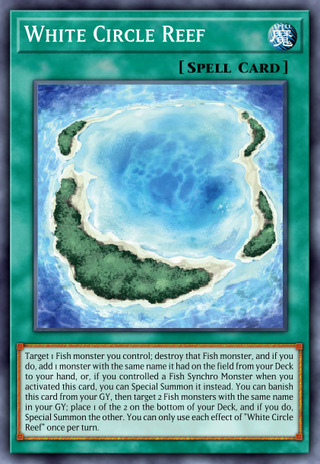 White Circle Reef
[Spell Card]
Target 1 Fish monster you control; destroy that Fish monster, and if you
do, add 1 monster with the same name it had on the field from your Deck
to your hand, or, if you controlled a Fish Synchro Monster when you
activated this card, you can Special Summon it instead. You can banish
this card from your GY, then target 2 Fish monsters with the same name
in your GY; place 1 of the 2 on the bottom of your Deck, and if you do,
Special Summon the other. You can only use each effect of "White Circle
Reef" once per turn.